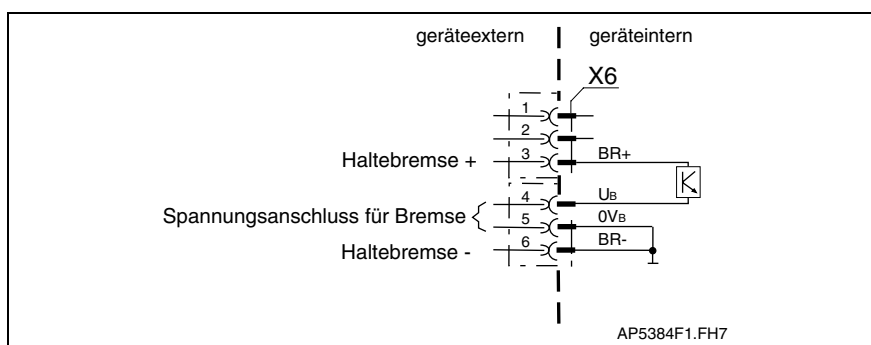 geräteextern geräteintern
X6
1
2
3 BR+
Haltebremse +
4 UB
Spannungsanschluss für Bremse
5 0VB
6 BR-
Haltebremse -
AP5384F1.FH7